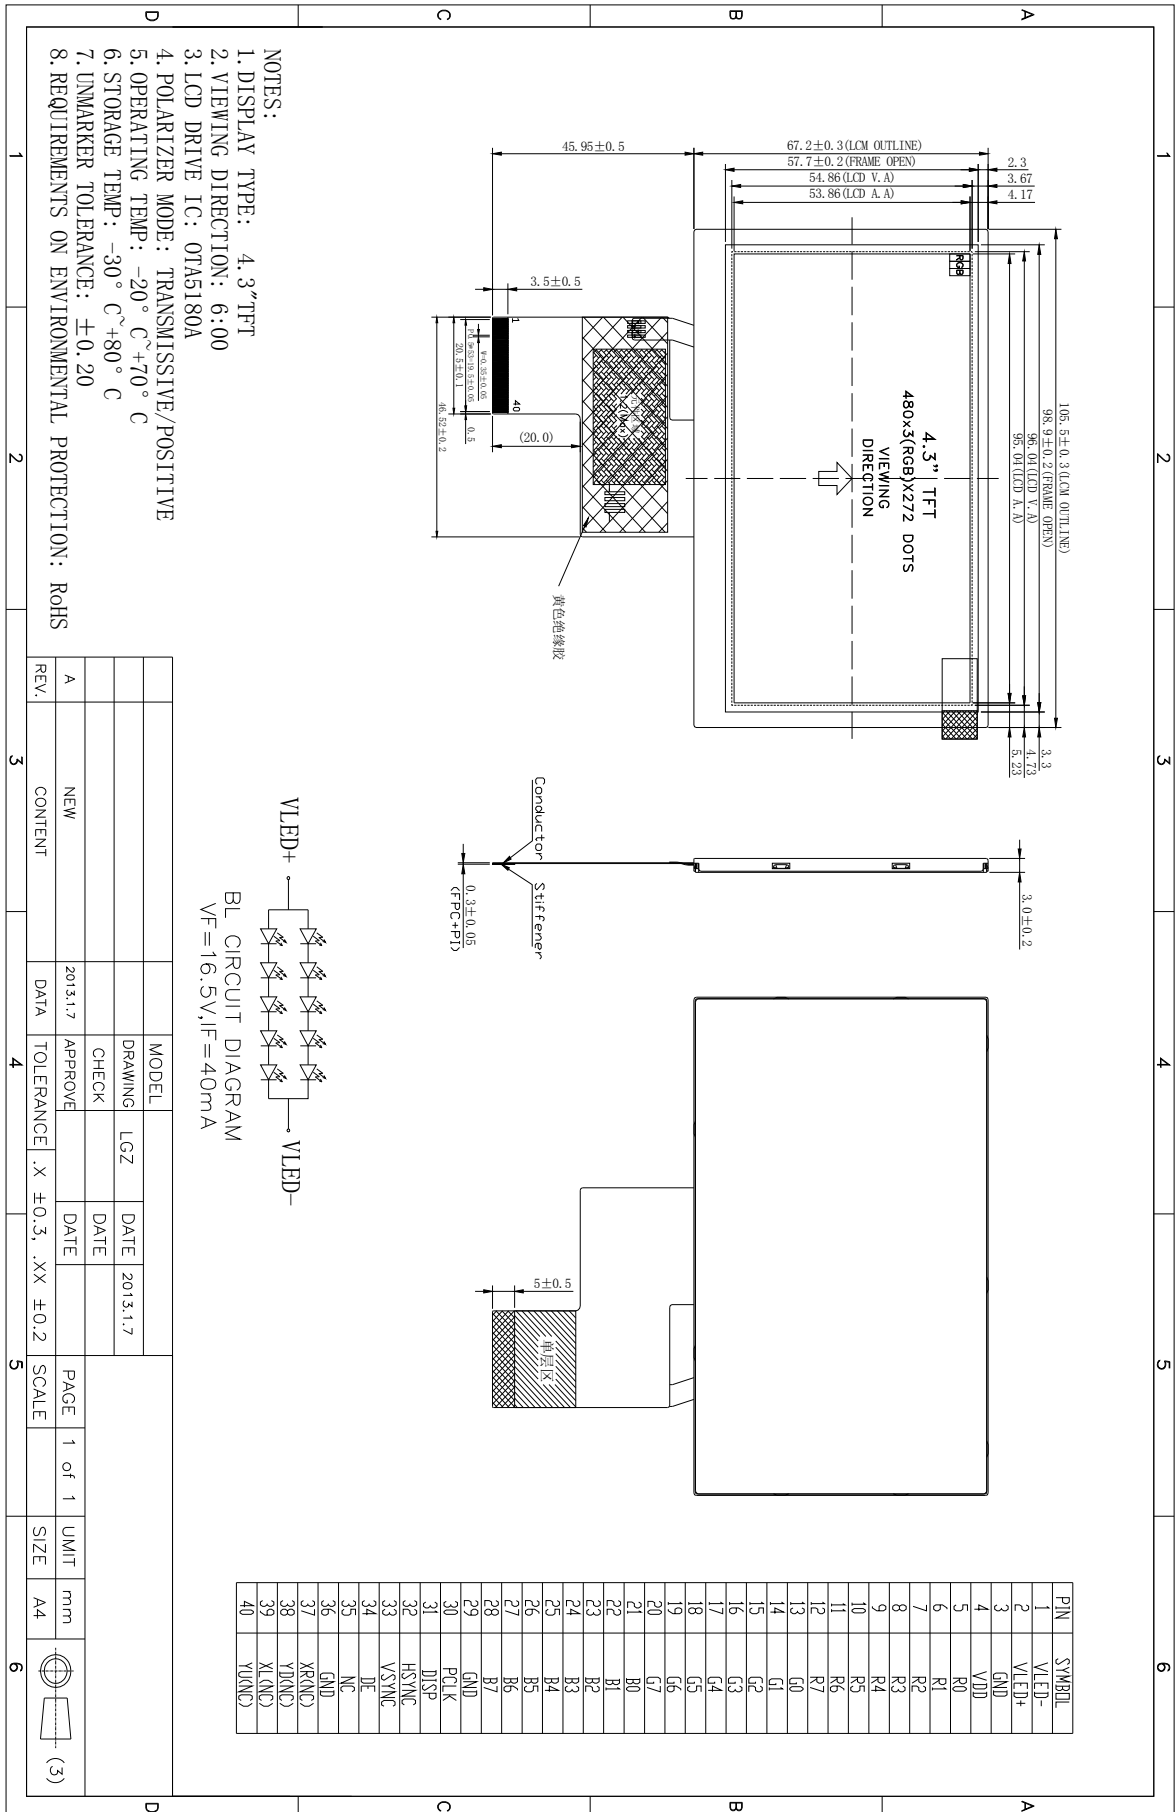 1
2
3
4
5
6
A
B
C
D
105.5±0.3(LCM OUTLINE)
98.9±0.2(FRAME OPEN)
96.04(LCD V.A)
95.04(LCD A.A)
3.3
4.73
5.23
2.3
3.67
4.17
67.2±0.3(LCM OUTLINE)
57.7±0.2(FRAME OPEN)
54.86(LCD V.A)
53.86(LCD A.A)
45.95±0.5
RGB
4.3" TFT
480x3(RGB)X272 DOTS
VIEWING
DIRECTION
3.5±0.5
1
40
W=0.35±0.05
20.5±0.1
0.5
46.52±0.2
(20.0)
黄色绝缘胶
3.0±0.2
Conductor
Stiffener
0.3±0.05
(FPC+PI)
5±0.5
单层区
VLED+
VLED-
BL CIRCUIT DIAGRAM
VF=16.5V,IF=40mA
PIN SYMBOL
1 VLED-
2 VLED+
3 GND
4 VDD
5 R0
6 R1
7 R2
8 R3
9 R4
10 R5
11 R6
12 R7
13 G0
14 G1
15 G2
16 G3
17 G4
18 G5
19 G6
20 G7
21 B0
22 B1
23 B2
24 B3
25 B4
26 B5
27 B6
28 B7
29 GND
30 PCLK
31 DISP
32 HSYNC
33 VSYNC
34 DE
35 NC
36 GND
37 XR(NC)
38 YD(NC)
39 XL(NC)
40 YU(NC)
NOTES:
1. DISPLAY TYPE: 4.3"TFT
2. VIEWING DIRECTION: 6:00
3. LCD DRIVE IC: OTA5180A
4. POLARIZER MODE: TRANSMISSIVE/POSITIVE
5. OPERATING TEMP: -20° C~+70° C
6. STORAGE TEMP: -30° C~+80° C
7. UNMARKER TOLERANCE: ±0.20
8. REQUIREMENTS ON ENVIRONMENTAL PROTECTION: RoHS
MODEL
DRAWING LGZ DATE 2013.1.7
CHECK DATE
A NEW 2013.1.7 APPROVE DATE PAGE 1 of 1 UMIT mm
REV. CONTENT DATA TOLERANCE .X ±0.3, .XX ±0.2 SCALE SIZE A4
(3)
1
2
3
4
5
6
A
B
C
D